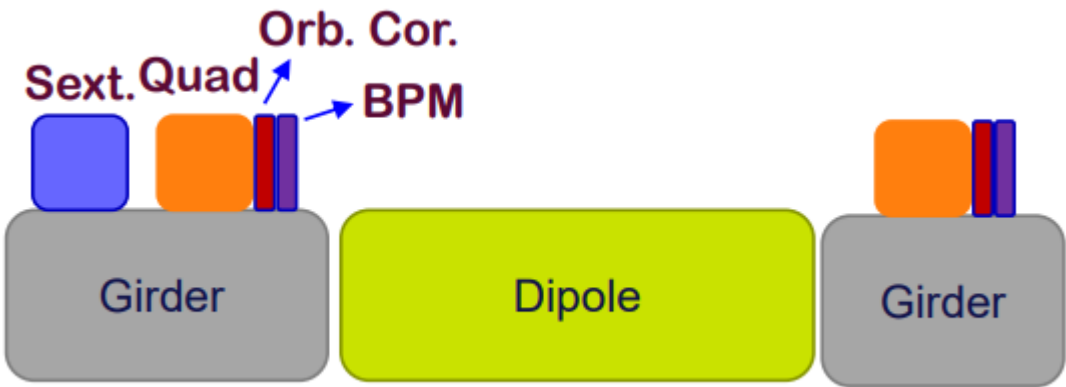 Orb. Cor.
Sext.
Quad
BPM
Girder
Dipole
Girder